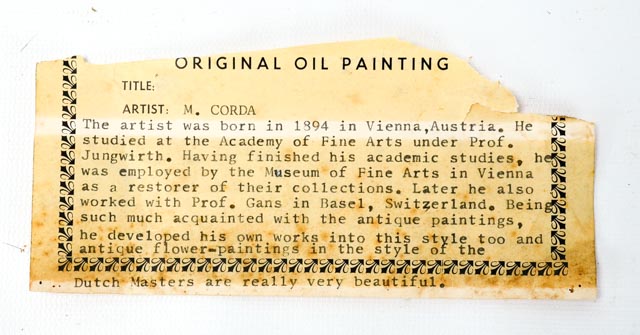 ORIGINAL OIL PAINTING
TITLE:
ARTIST: M. CORDA
The artist was born in 1894 in Vienna,Austria. He
studied at the Academy of Fine Arts under Prof.
Jungwirth. Having finished his academic studies, he
was employed by the Museum of Fine Arts in Vienna
as a restorer of their collections. Later he also
worked with Prof. Gans in Basel, Switzerland. Being
such much acquainted with the antique paintings,
he developed his own works into this style too and
antique flower-paintings in the style of the
Dutch Masters are really very beautiful.